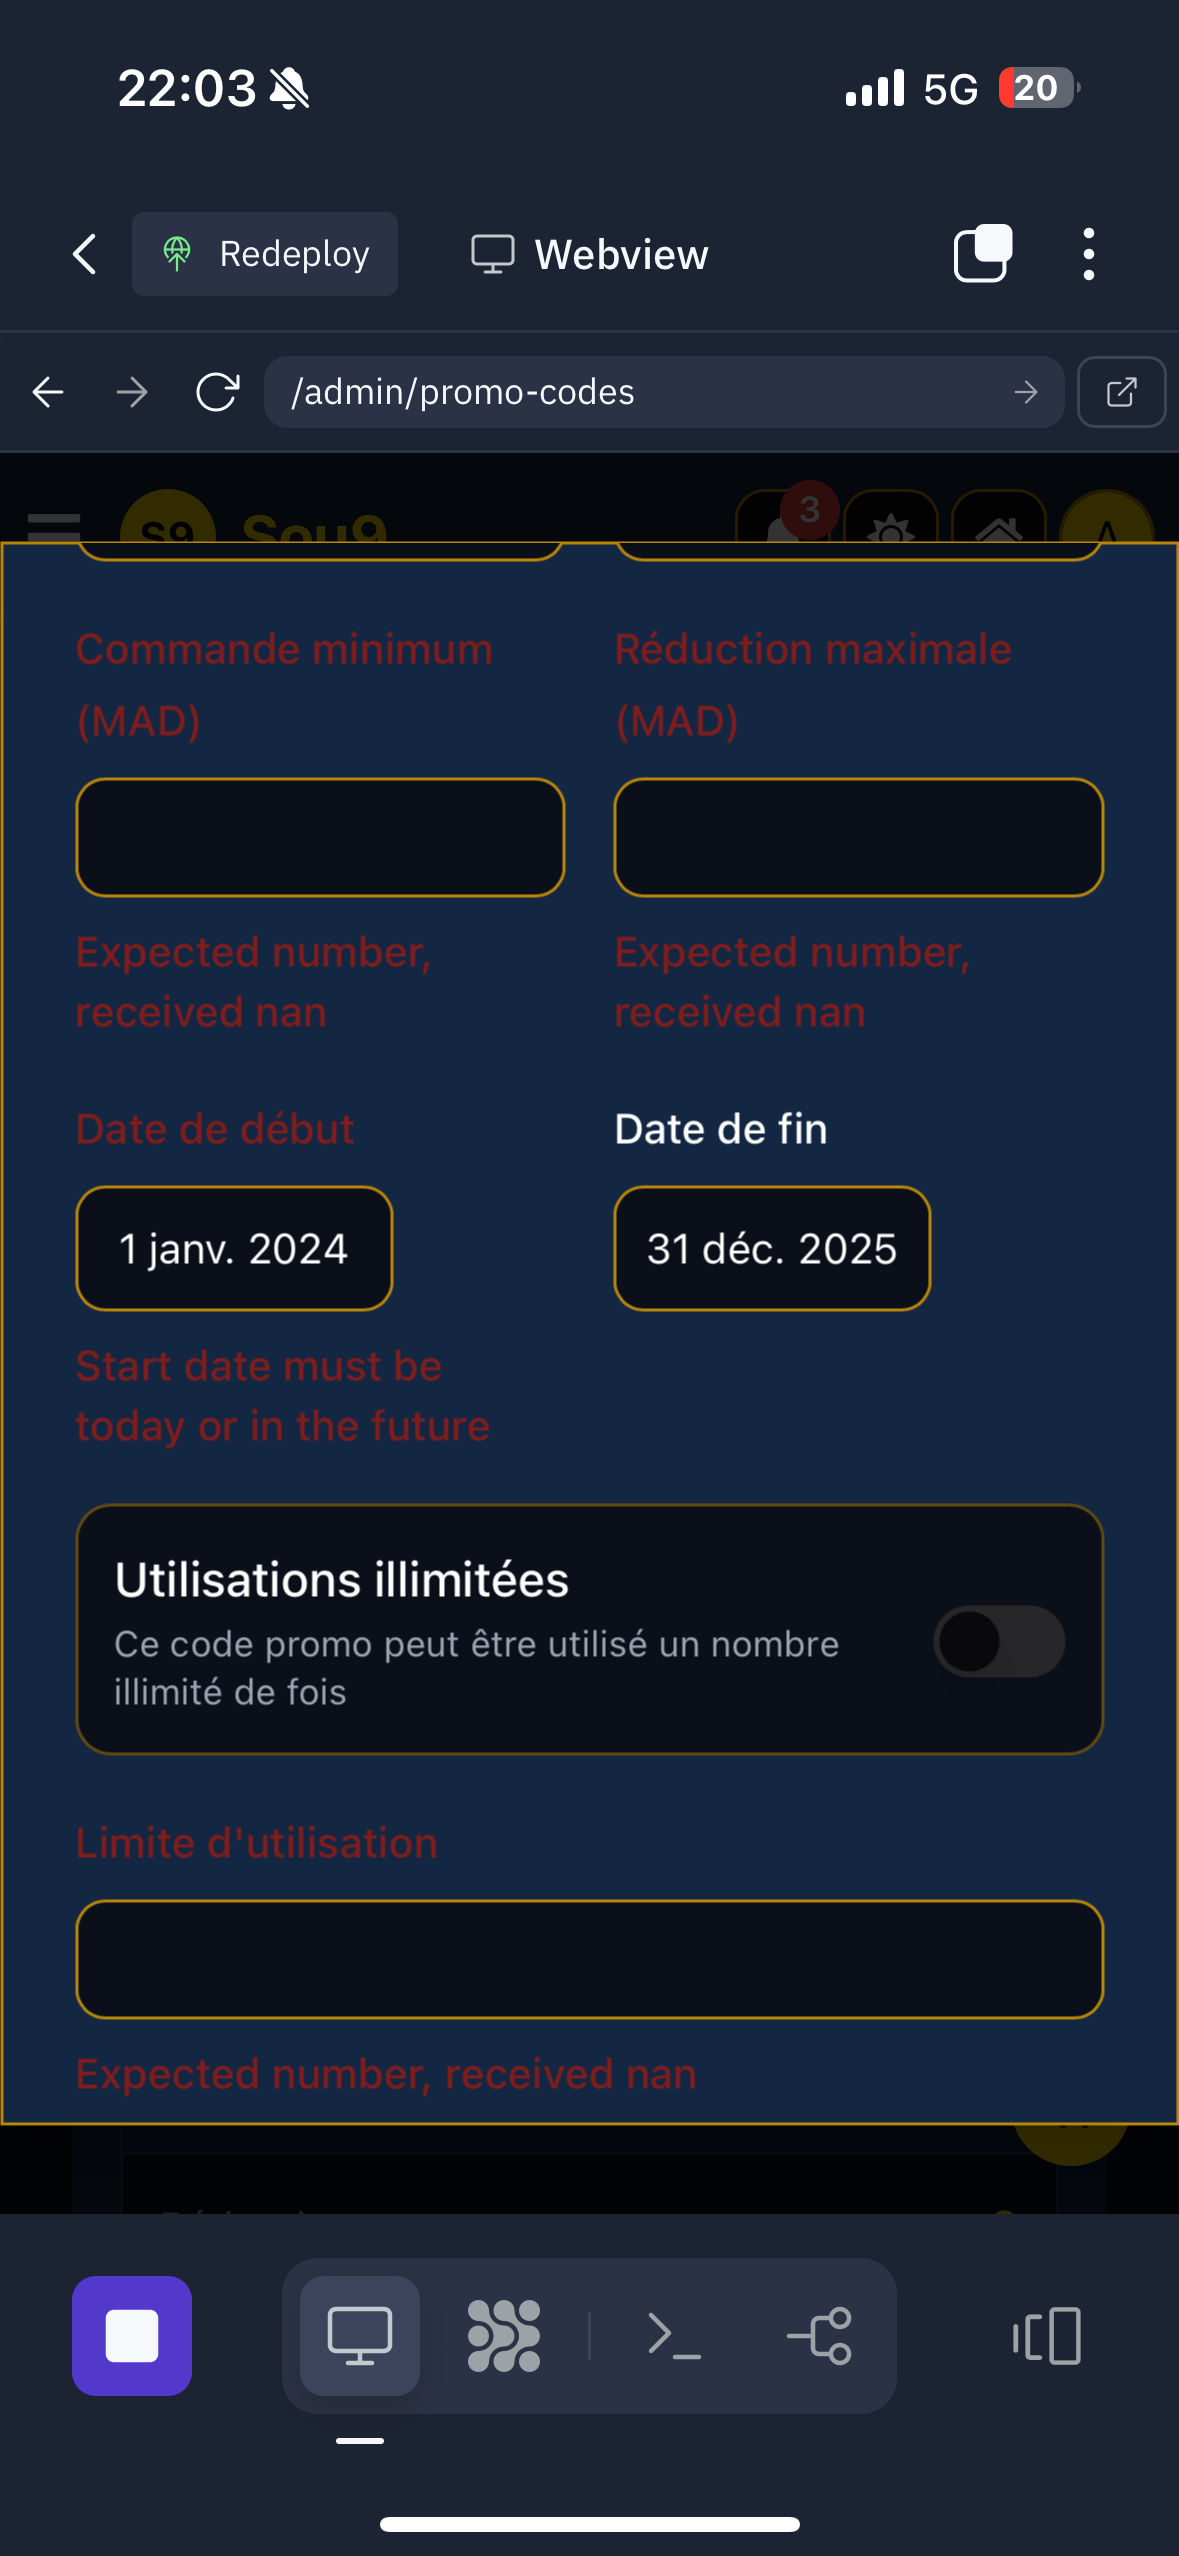 22:03
5G
20
Redeploy
Webview
/admin/promo-codes
S9
Sou9
3
A
Commande minimum (MAD)
Réduction maximale (MAD)
Expected number, received nan
Expected number, received nan
Date de début
Date de fin
1 janv. 2024
31 déc. 2025
Start date must be
today or in the future
Utilisations illimitées
Ce code promo peut être utilisé un nombre
illimité de fois
Limite d'utilisation
Expected number, received nan